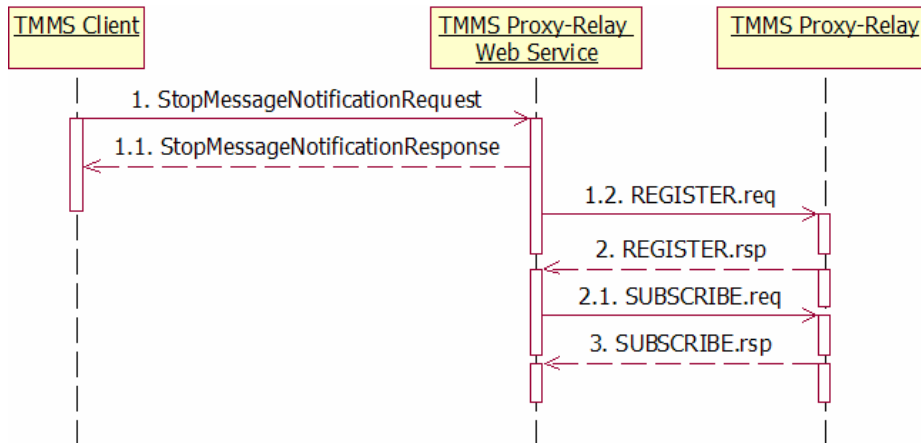 TMMS Client
TMMS Proxy-Relay
Web Service
TMMS Proxy-Relay
1. StopMessageNotificationRequest
1.1. StopMessageNotificationResponse
1.2. REGISTER.req
2. REGISTER.rsp
2.1. SUBSCRIBE.req
3. SUBSCRIBE.rsp